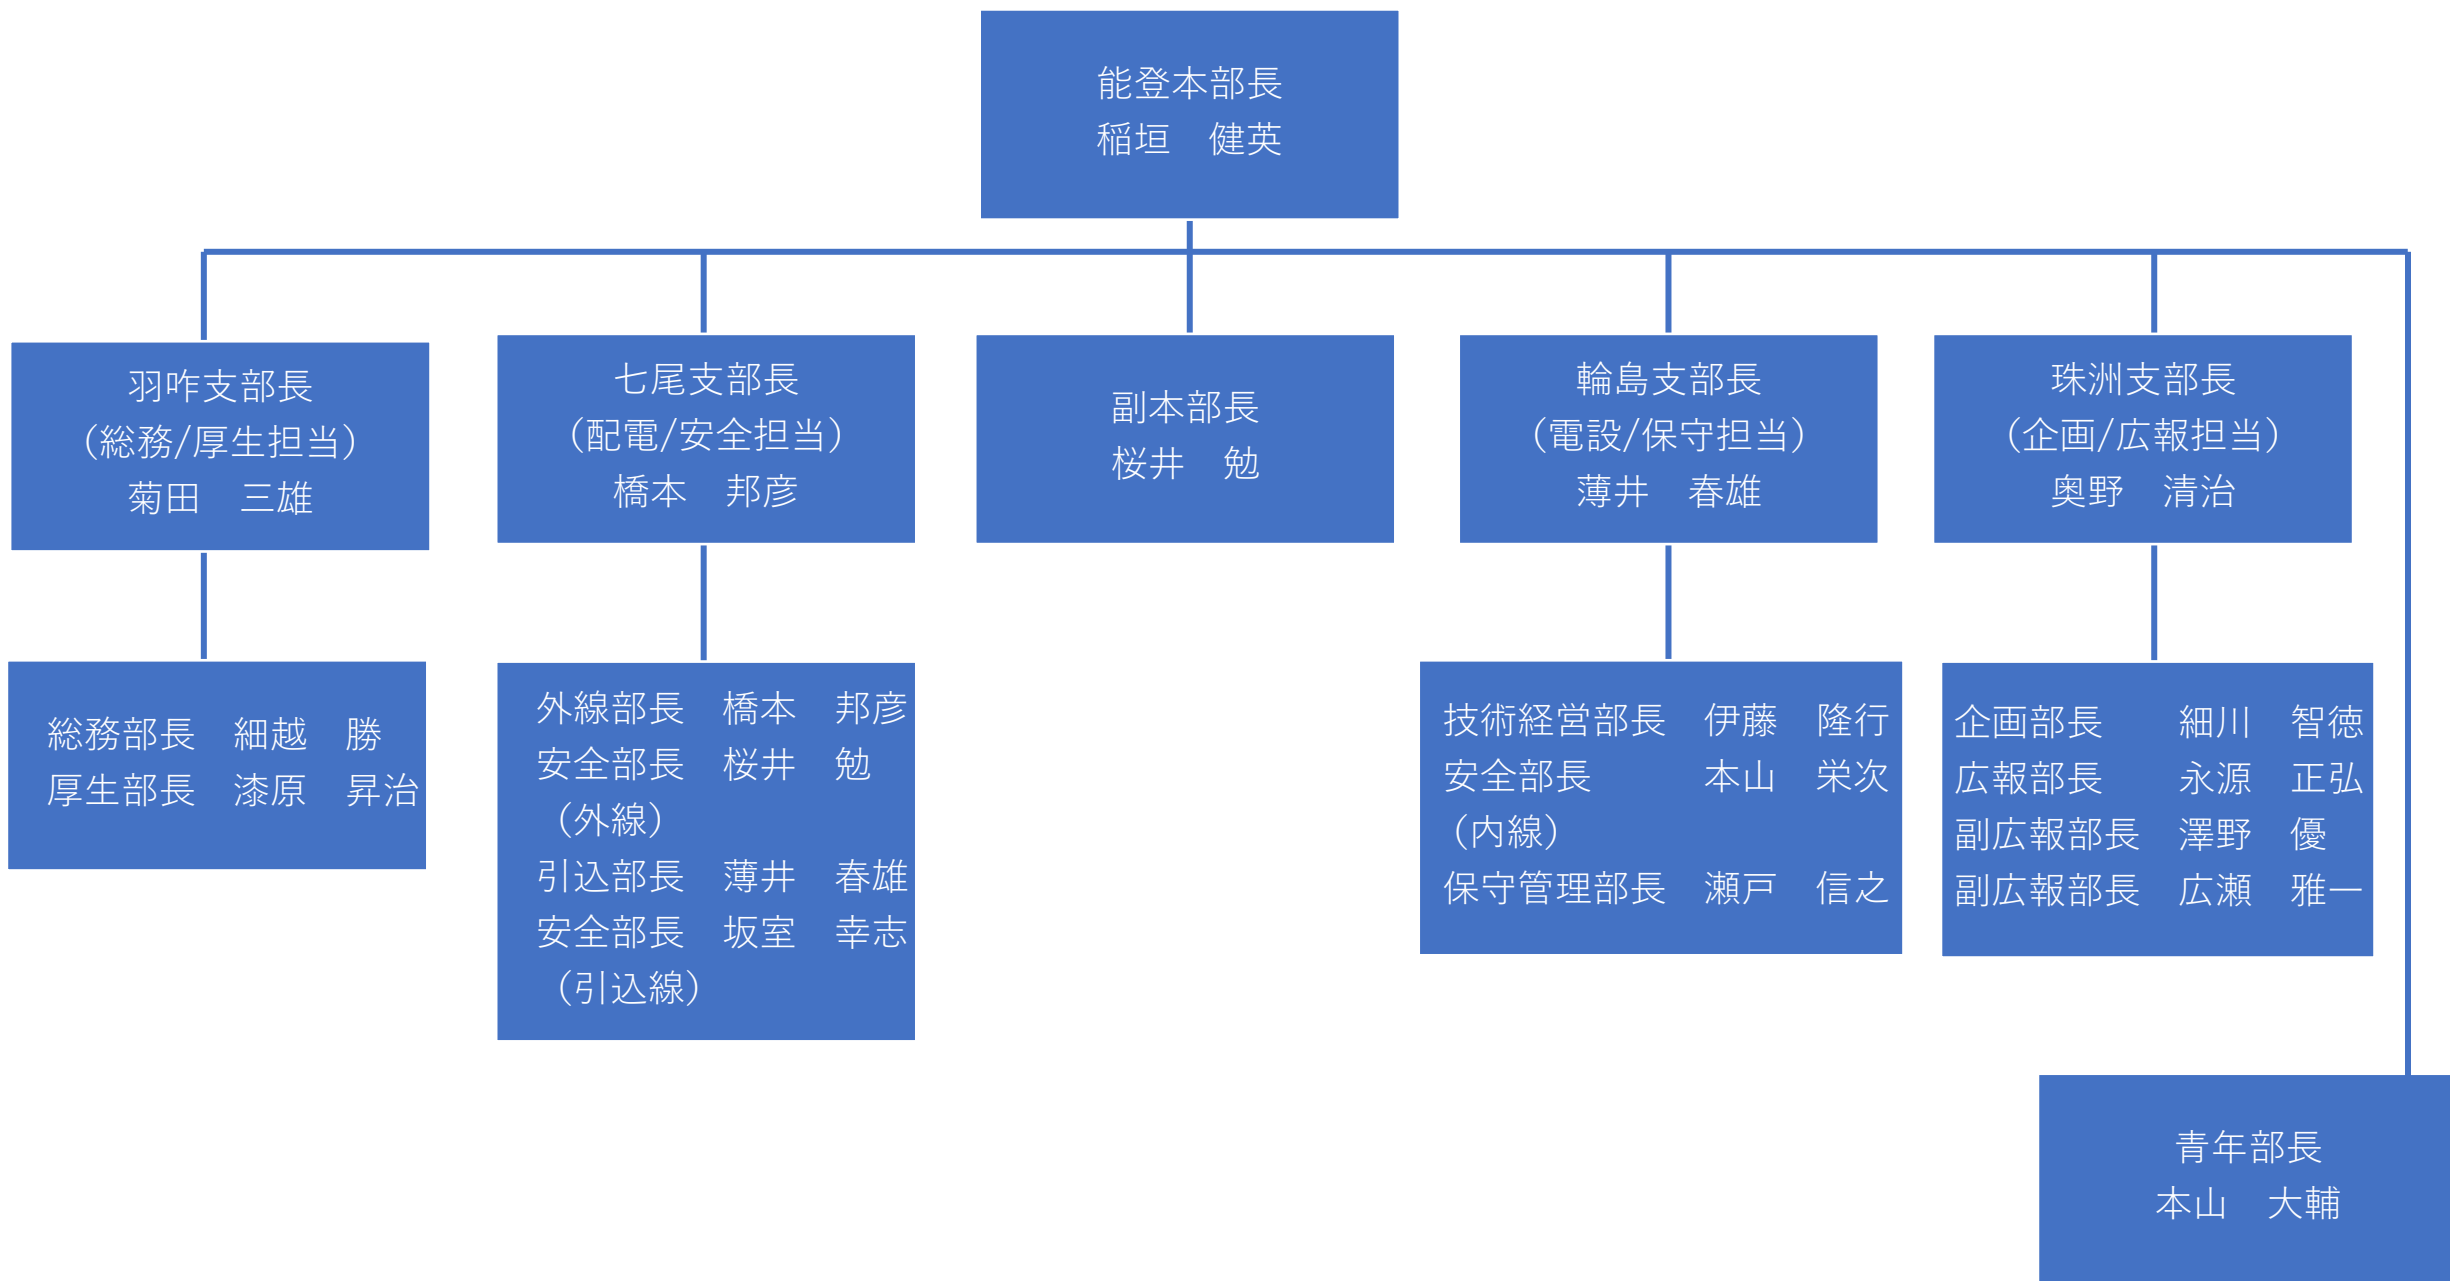 能登本部長
稲垣　健英
羽咋支部長
（総務/厚生担当）
菊田　三雄
七尾支部長
（配電/安全担当）
橋本　邦彦
副本部長
桜井　勉
輪島支部長
（電設/保守担当）
薄井　春雄
珠洲支部長
（企画/広報担当）
奥野　清治
総務部長　細越　勝
厚生部長　漆原　昇治
外線部長　橋本　邦彦
安全部長　桜井　勉
（外線）
引込部長　薄井　春雄
安全部長　坂室　幸志
（引込線）
技術経営部長　伊藤　隆行
安全部長　　　本山　栄次
（内線）
保守管理部長　瀬戸　信之
企画部長　　細川　智徳
広報部長　　永源　正弘
副広報部長　澤野　優
副広報部長　広瀬　雅一
青年部長
本山　大輔